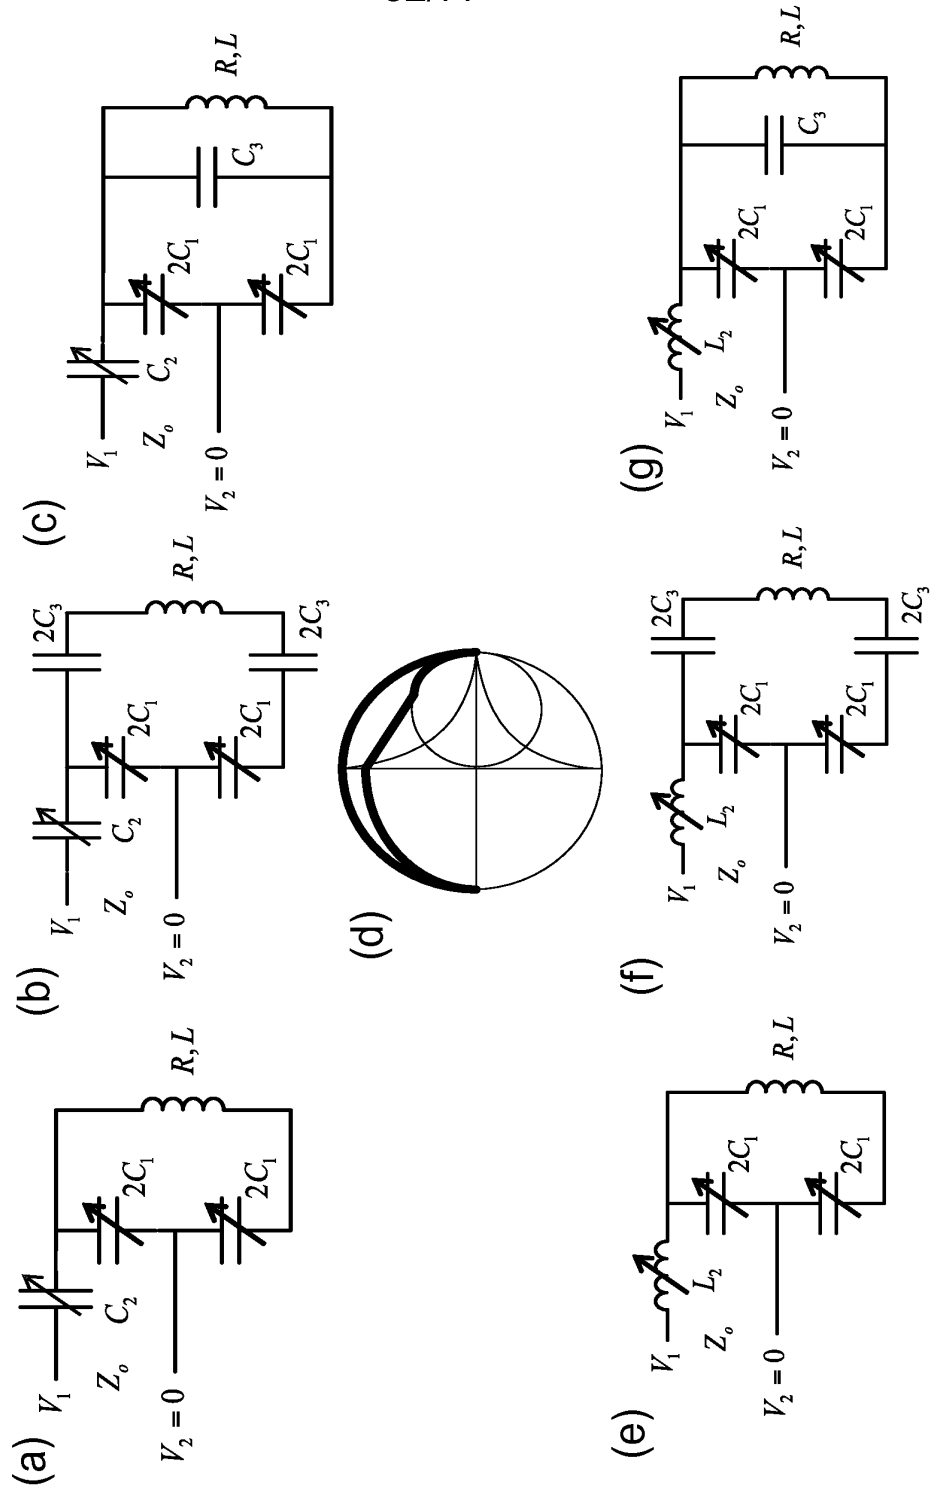 (a)
V₁
C₂
Zₒ
V₂ = 0
2C₁
2C₁
R,L
(b)
V₁
C₂
Zₒ
V₂ = 0
2C₁
2C₁
2C₃
2C₃
R,L
(c)
V₁
C₂
Zₒ
V₂ = 0
2C₁
2C₁
C₃
R,L
(d)
(e)
V₁
L₂
Zₒ
V₂ = 0
2C₁
2C₁
R,L
(f)
V₁
L₂
Zₒ
V₂ = 0
2C₁
2C₁
2C₃
2C₃
R,L
(g)
V₁
L₂
Zₒ
V₂ = 0
2C₁
2C₁
C₃
R,L